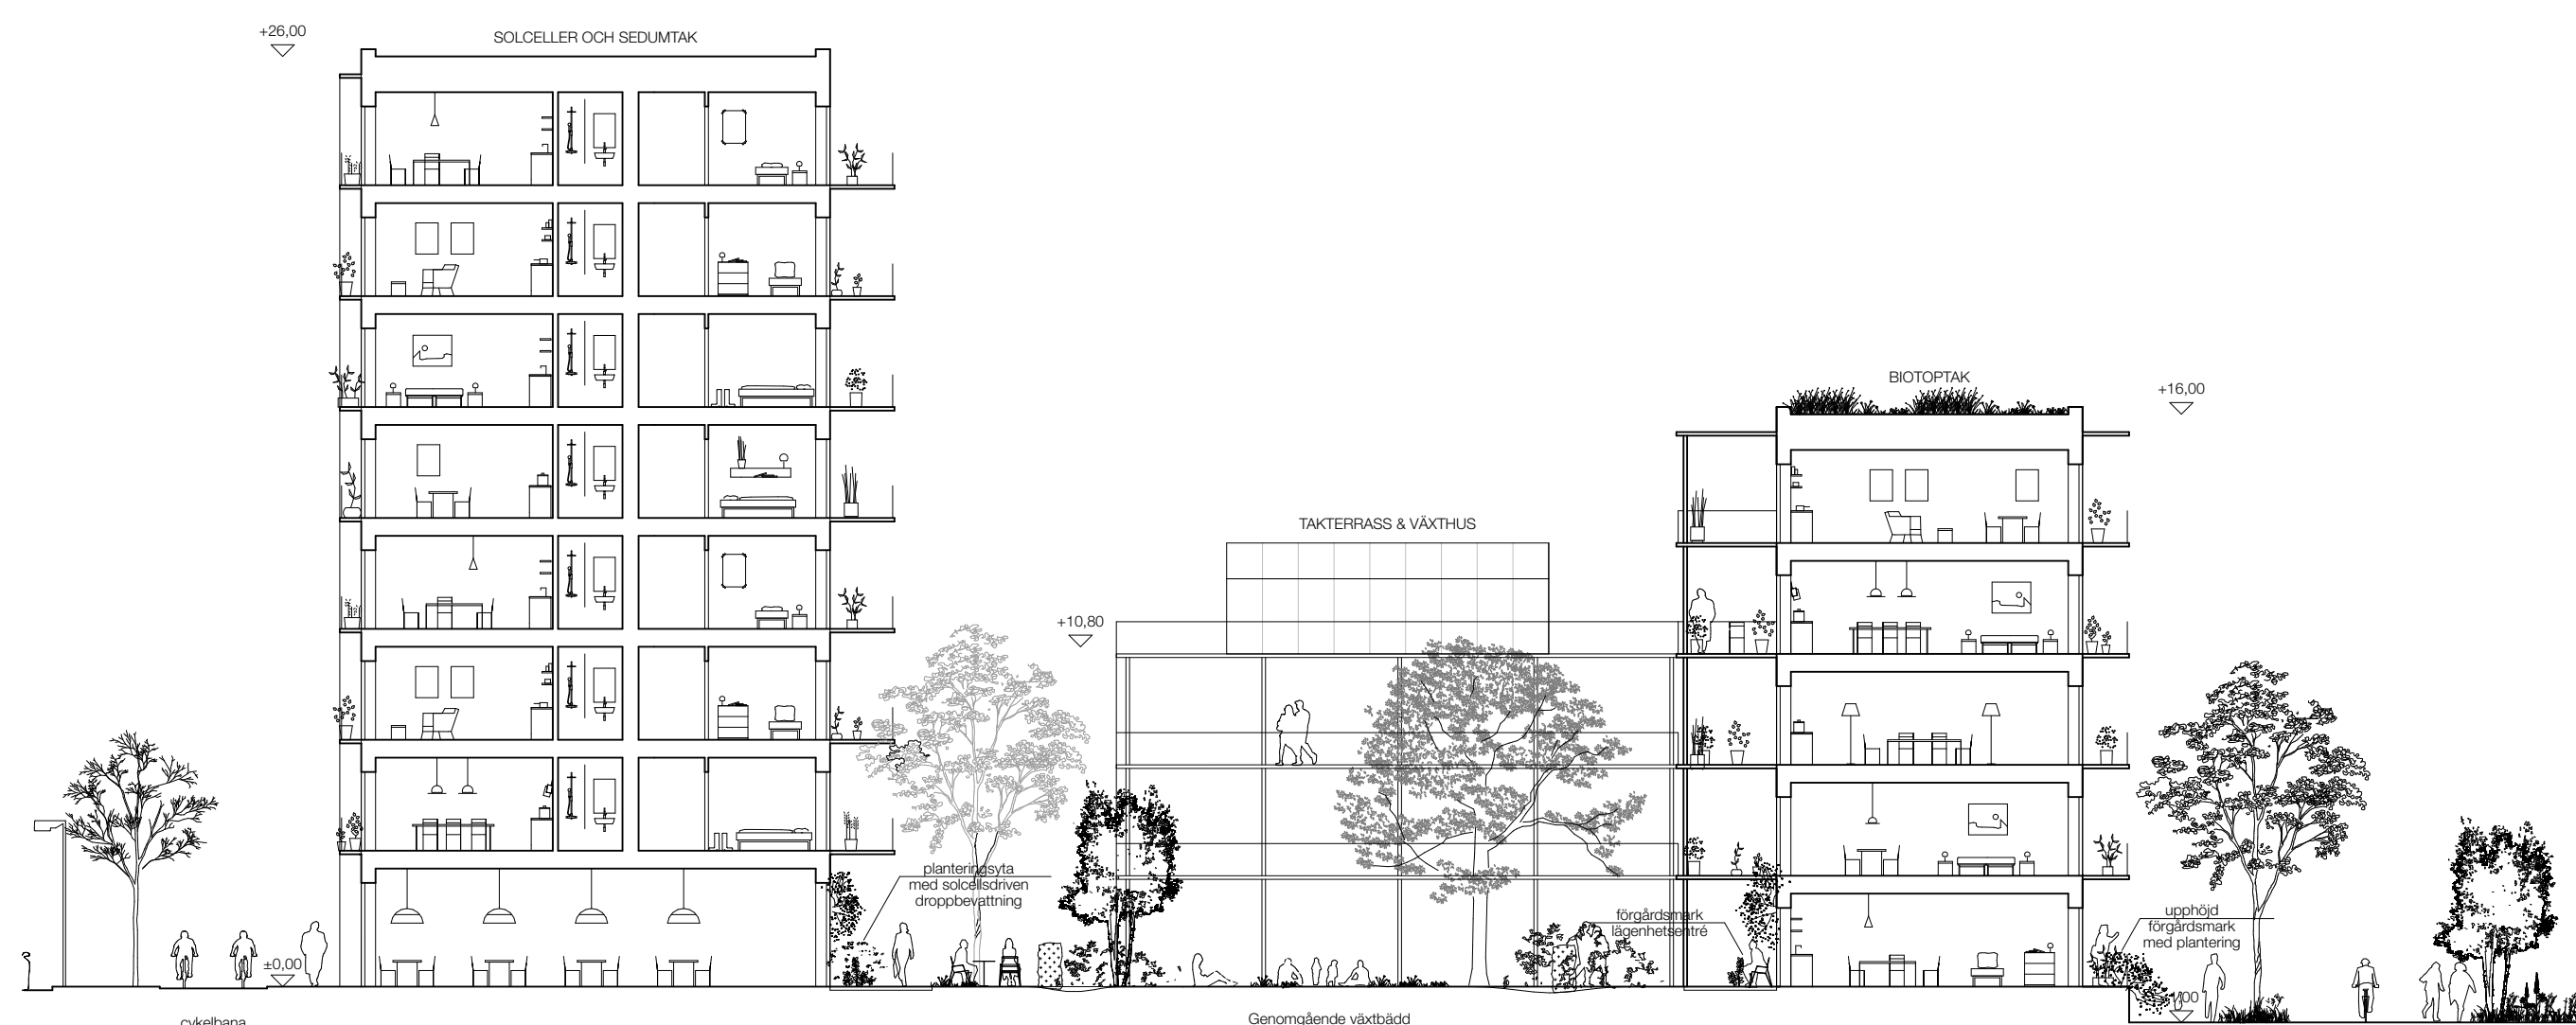 +26,00
SOLCELLER OCH SEDUMTAK
BIOTOPTAK
+16,00
TAKTERRASS & VÄXTHUS
+10,80
planteringsyta
med solcellsdriven
droppbevattning
förgårdsmark
lägenhetsentré
upphöjd
förgårdsmark
med plantering
±0,00
cykelbana
Genomgående växtbädd